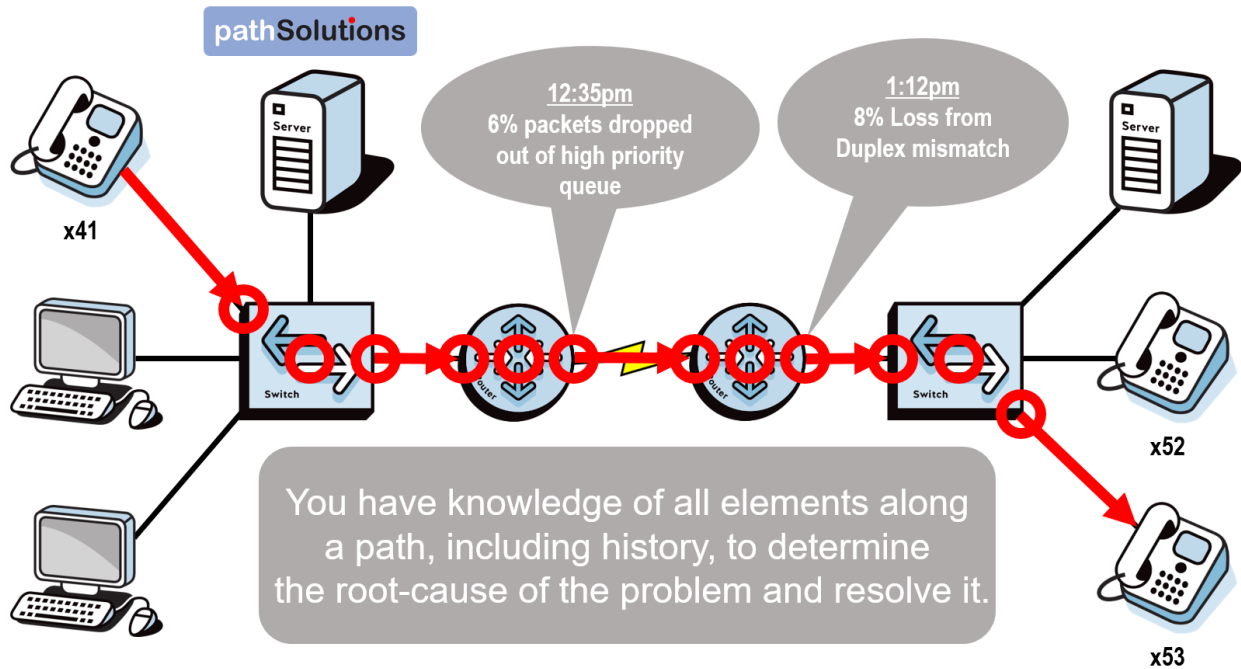 pathSolutions
12:35pm
6% packets dropped
out of high priority
queue
1:12pm
8% Loss from
Duplex mismatch
Server
Server
x41
Switch
outer
outer
Switch
x52
You have knowledge of all elements along
a path, including history, to determine
the root-cause of the problem and resolve it.
x53